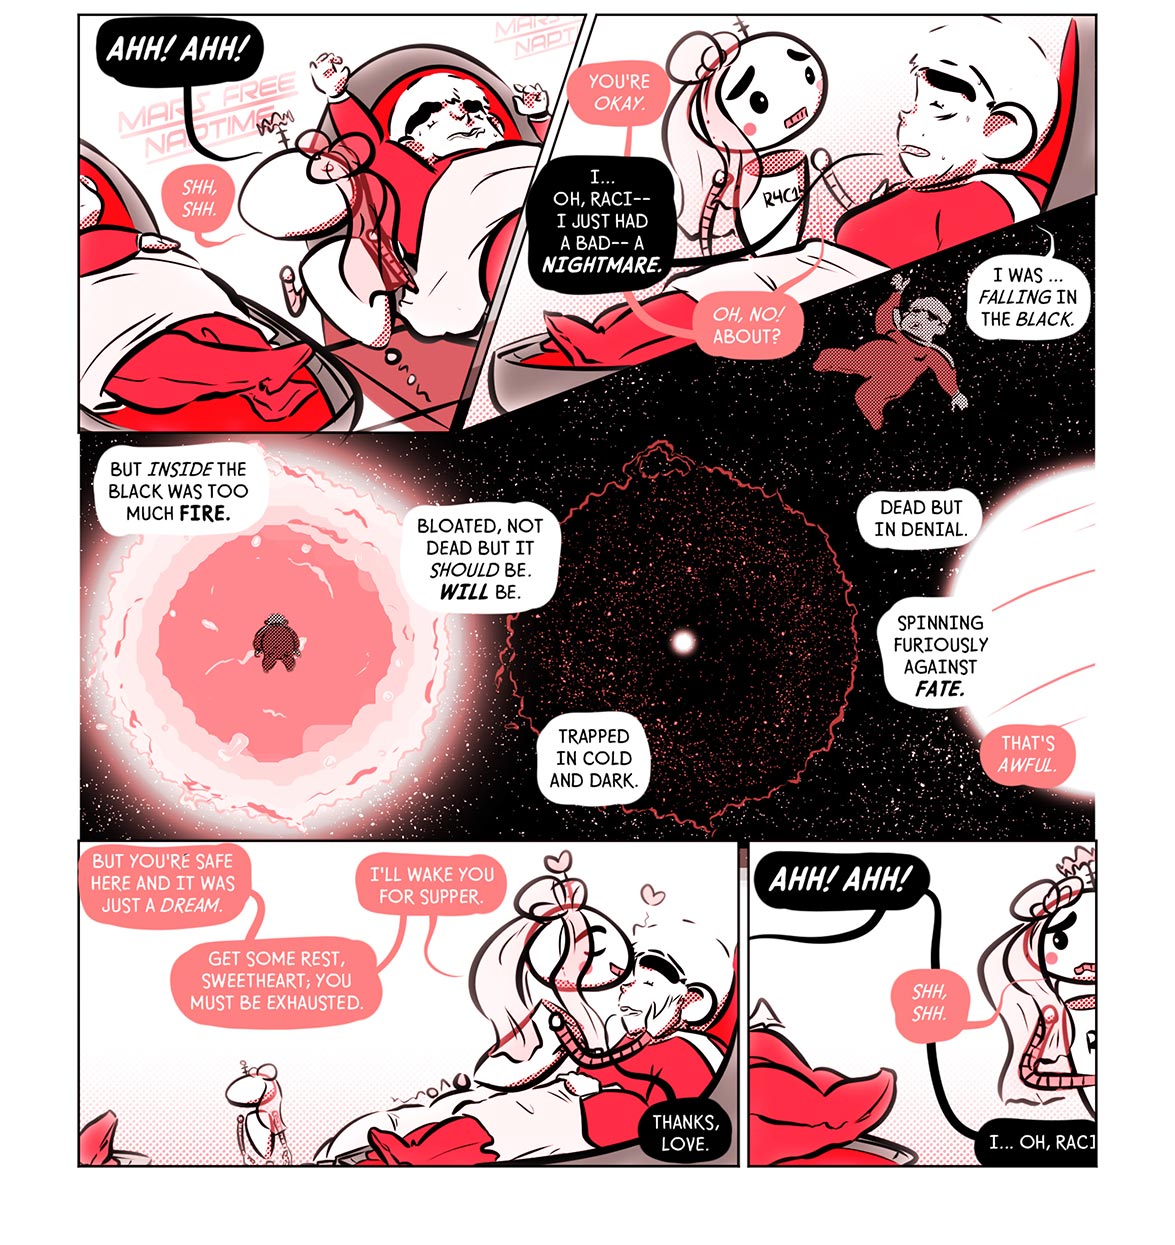 AHH! AHH!
MARS FREE
NAPTIME
SHH,
SHH.
MARS
NAPT
YOU'RE
OKAY.
I...
OH, RACI--
I JUST HAD
A BAD-- A
NIGHTMARE.
R4C1
OH, NO!
ABOUT?
I WAS ...
FALLING IN
THE BLACK.
BUT INSIDE THE
BLACK WAS TOO
MUCH FIRE.
BLOATED, NOT
DEAD BUT IT
SHOULD BE.
WILL BE.
TRAPPED
IN COLD
AND DARK.
DEAD BUT
IN DENIAL.
SPINNING
FURIOUSLY
AGAINST
FATE.
THAT'S
AWFUL.
BUT YOU'RE SAFE
HERE AND IT WAS
JUST A DREAM.
GET SOME REST,
SWEETHEART; YOU
MUST BE EXHAUSTED.
I'LL WAKE YOU
FOR SUPPER.
THANKS,
LOVE.
AHH! AHH!
SHH,
SHH.
I... OH, RACI